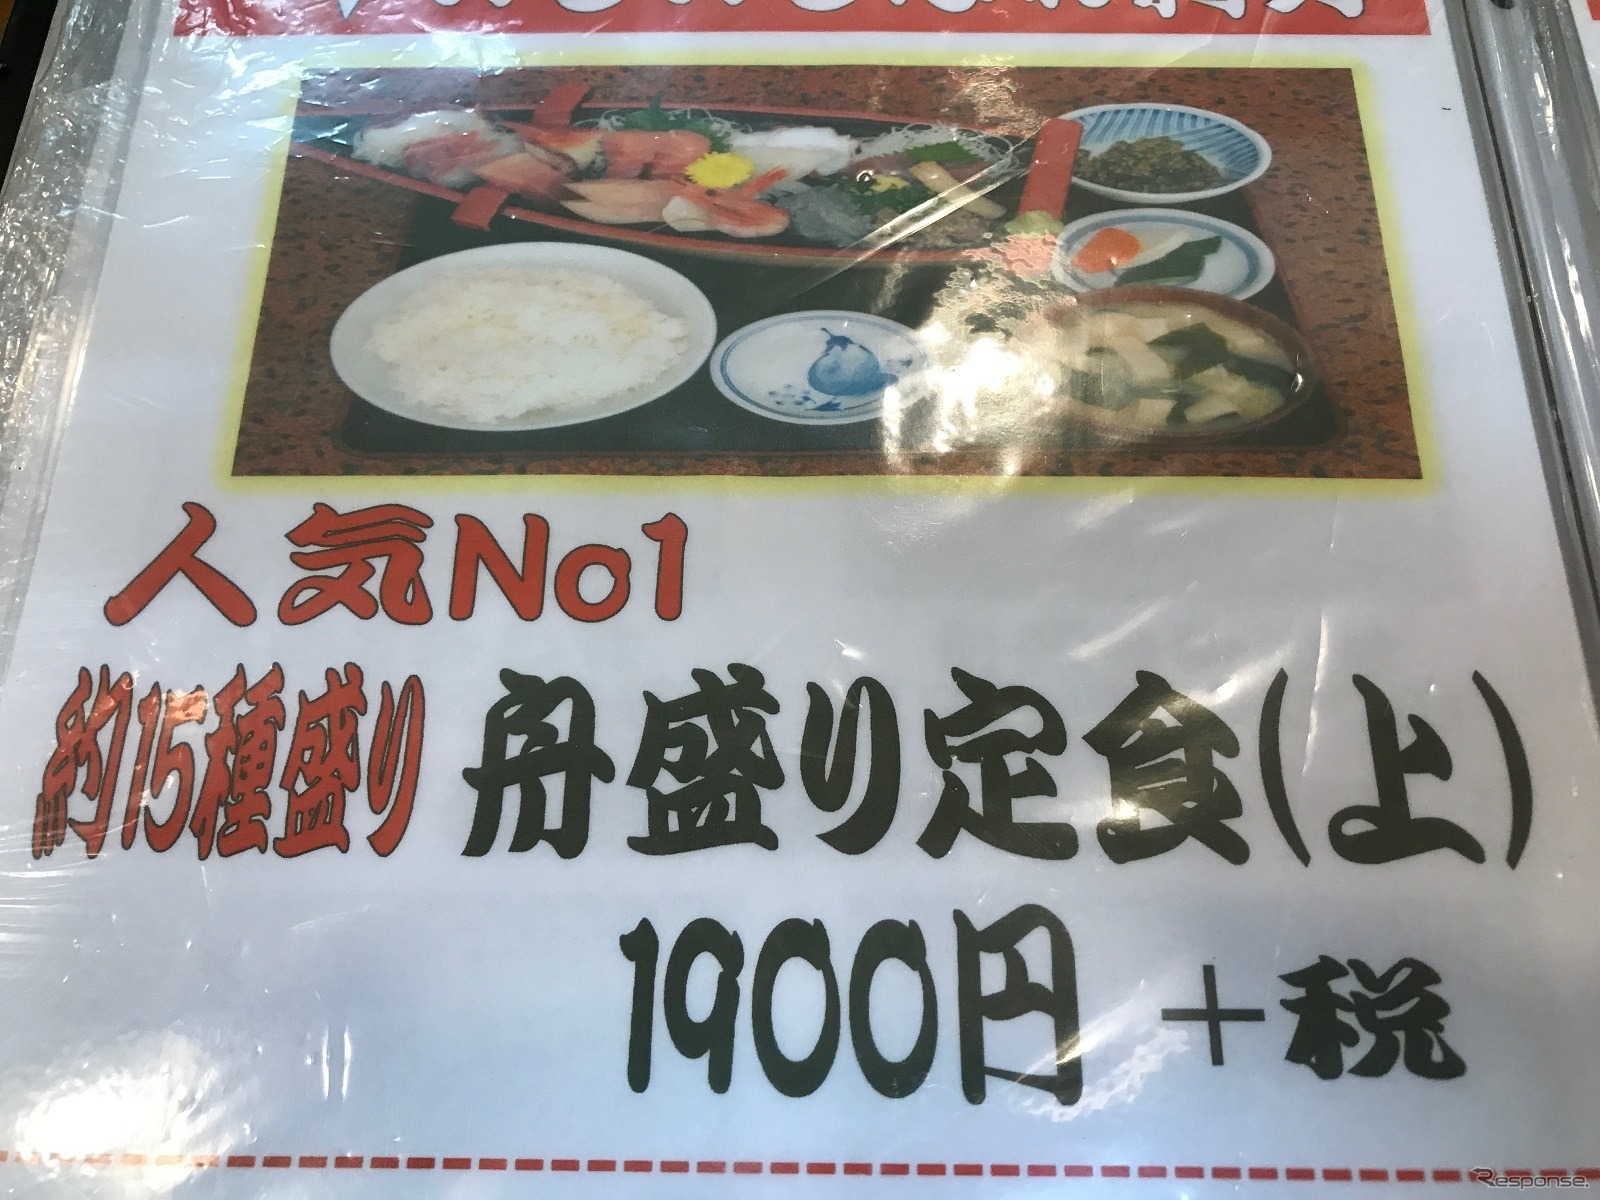 人気No1
約15種盛り 舟盛り定食(上)
1900円 +税
Response.